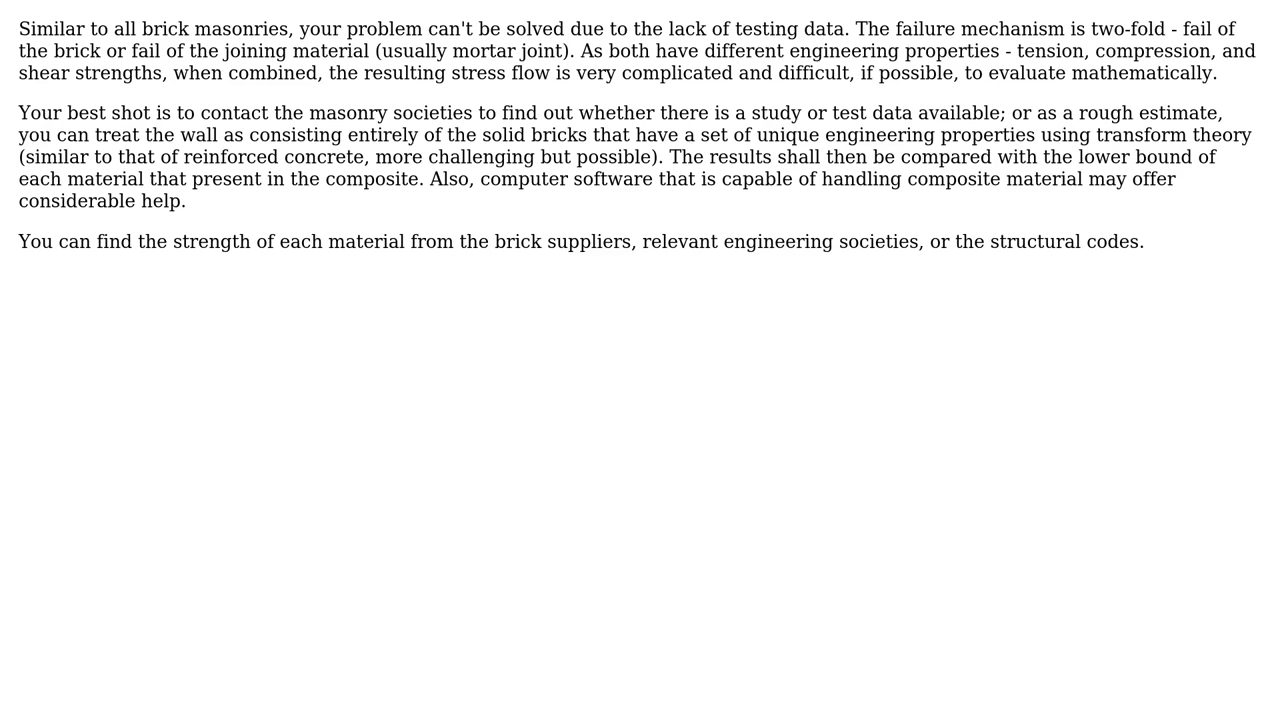 Similar to all brick masonries, your problem can't be solved due to the lack of testing data. The failure mechanism is two-fold - fail of
the brick or fail of the joining material (usually mortar joint). As both have different engineering properties - tension, compression, and
shear strengths, when combined, the resulting stress flow is very complicated and difficult, if possible, to evaluate mathematically.
Your best shot is to contact the masonry societies to find out whether there is a study or test data available; or as a rough estimate,
you can treat the wall as consisting entirely of the solid bricks that have a set of unique engineering properties using transform theory
(similar to that of reinforced concrete, more challenging but possible). The results shall then be compared with the lower bound of
each material that present in the composite. Also, computer software that is capable of handling composite material may offer
considerable help.
You can find the strength of each material from the brick suppliers, relevant engineering societies, or the structural codes.